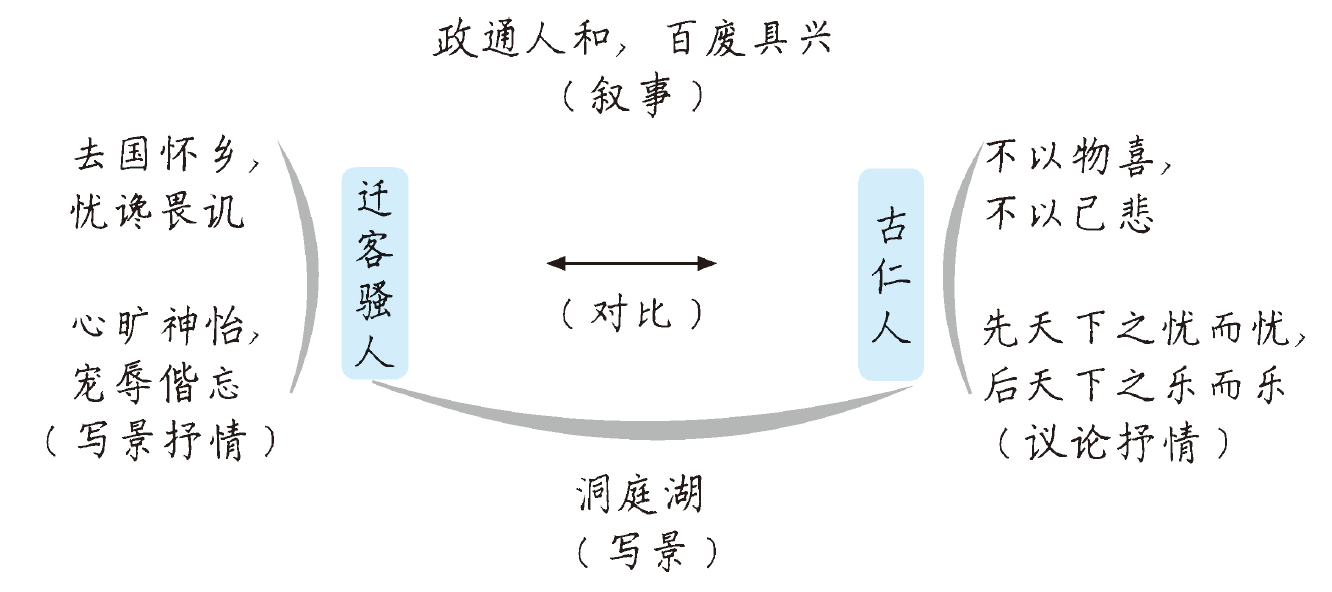 政通人和，百废具兴
（叙事）
去国怀乡，
忧谗畏讥
心旷神怡，
宠辱偕忘
（写景抒情）
迁客骚人
（对比）
古仁人
不以物喜，
不以己悲
先天下之忧而忧，
后天下之乐而乐
（议论抒情）
洞庭湖
（写景）